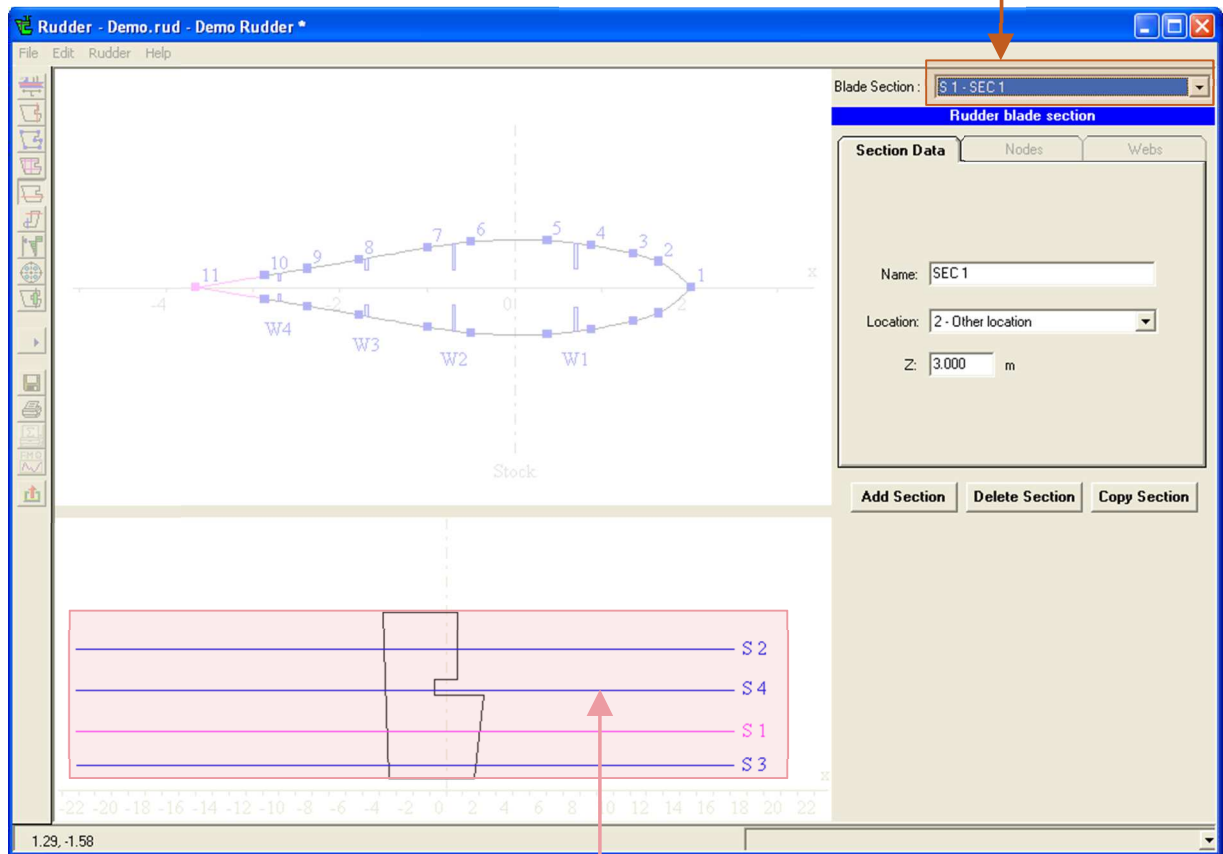 Rudder - Demo.rud - Demo Rudder *
File Edit Rudder Help
Blade Section : S 1 - SEC 1
Rudder blade section
Section Data Nodes Webs
Name: SEC 1
Location: 2 - Other location
Z: 3.000 m
Add Section Delete Section Copy Section
11 10 9 8 7 6 5 4 3 2 1
x
-4 -2 0 2
W4 W3 W2 W1
Stock
S 2
S 4
S 1
S 3
x
-22 -20 -18 -16 -14 -12 -10 -8 -6 -4 -2 0 2 4 6 8 10 12 14 16 18 20 22
1.29, -1.58